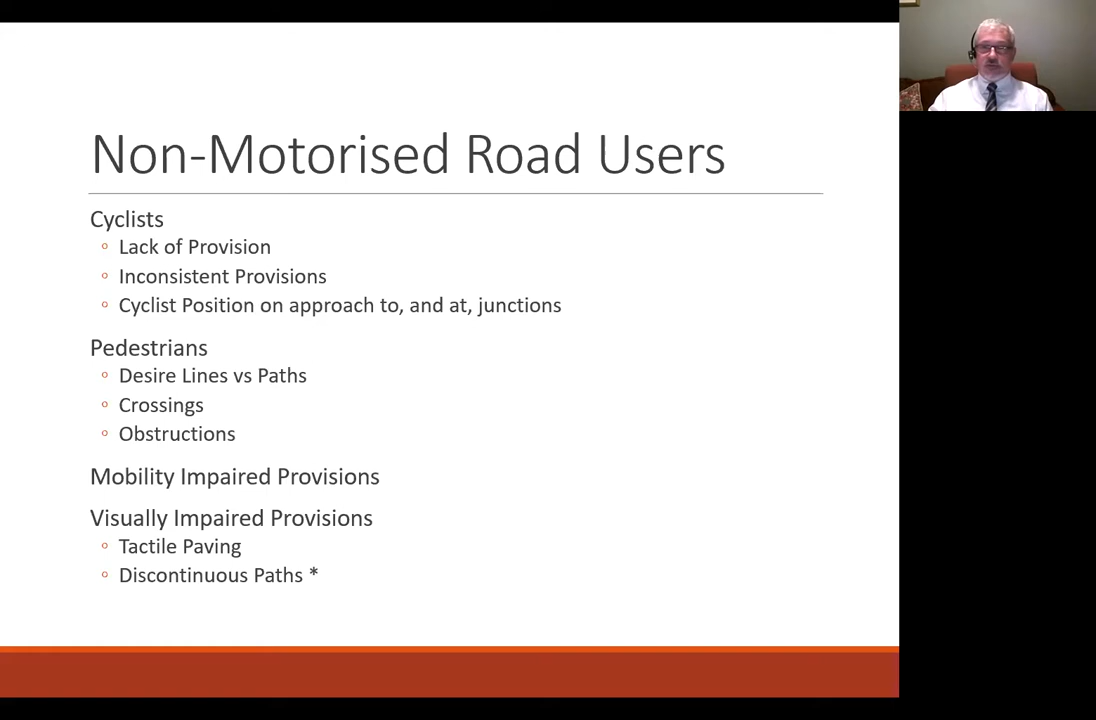 Non-Motorised Road Users
Cyclists
◦ Lack of Provision
◦ Inconsistent Provisions
◦ Cyclist Position on approach to, and at, junctions
Pedestrians
◦ Desire Lines vs Paths
◦ Crossings
◦ Obstructions
Mobility Impaired Provisions
Visually Impaired Provisions
◦ Tactile Paving
◦ Discontinuous Paths *